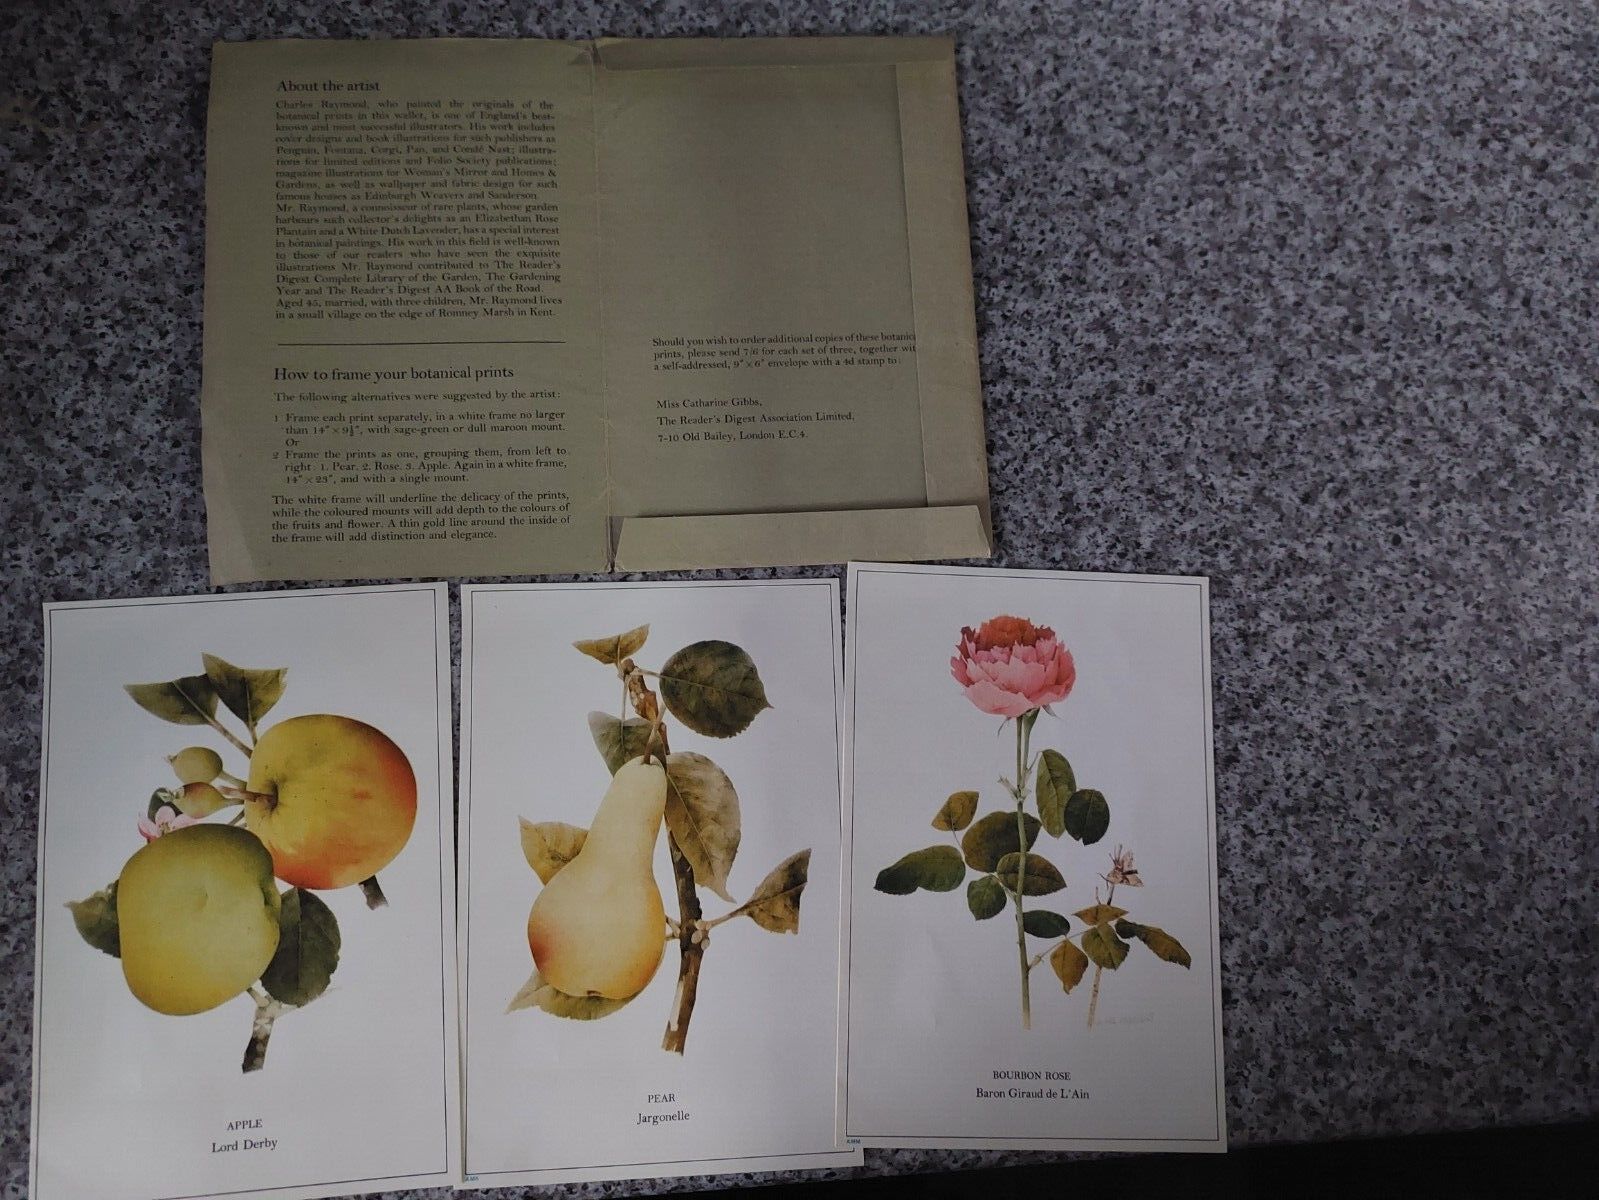 About the artist
Charles Raymond, who painted the originals of the
botanical prints in this wallet, is one of England's best-
known and most successful illustrators. His work includes
cover designs and book illustrations for such publishers as
Penguin, Fontana, Corgi, Pan, and Condé Nast; illustra-
tions for limited editions and Folio Society publications;
magazine illustrations for Woman's Mirror and Homes &
Gardens, as well as wallpaper and fabric design for such
famous houses as Edinburgh Weavers and Sanderson.
Mr. Raymond, a connoisseur of rare plants, whose garden
harbours such collector's delights as an Elizabethan Rose
Plantain and a White Dutch Lavender, has a special interest
in botanical paintings. His work in this field is well-known
to those of our readers who have seen the exquisite
illustrations Mr. Raymond contributed to The Reader's
Digest Complete Library of the Garden, The Gardening
Year and The Reader's Digest AA Book of the Road.
Aged 45, married, with three children, Mr. Raymond lives
in a small village on the edge of Romney Marsh in Kent.
How to frame your botanical prints
The following alternatives were suggested by the artist:
1 Frame each print separately, in a white frame no larger
than 14" × 9½", with sage-green or dull maroon mount.
Or
2 Frame the prints as one, grouping them, from left to
right: 1. Pear. 2. Rose. 3. Apple. Again in a white frame,
14" × 23", and with a single mount.
The white frame will underline the delicacy of the prints,
while the coloured mounts will add depth to the colours of
the fruits and flower. A thin gold line around the inside of
the frame will add distinction and elegance.
Should you wish to order additional copies of these botanic
prints, please send 7/6 for each set of three, together wit
a self-addressed, 9" × 6" envelope with a 4d stamp to:
Miss Catharine Gibbs,
The Reader's Digest Association Limited,
7-10 Old Bailey, London E.C.4.
APPLE
Lord Derby
PEAR
Jargonelle
BOURBON ROSE
Baron Giraud de L'Ain